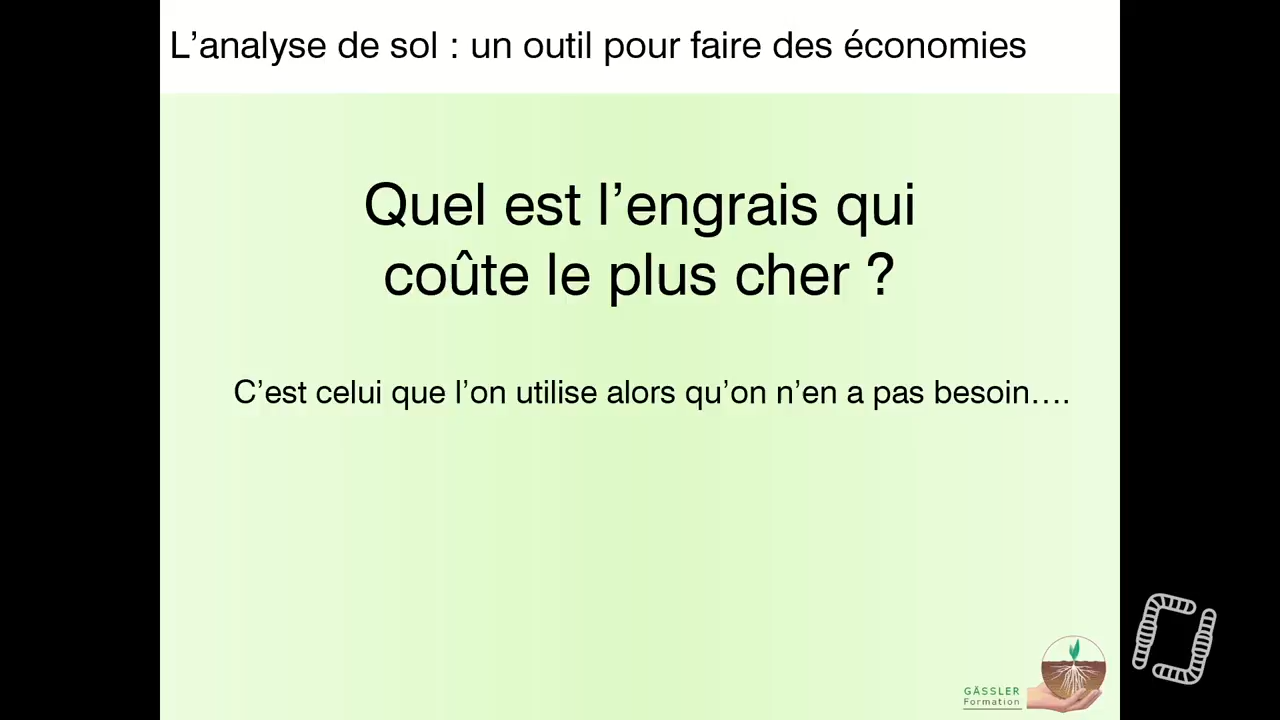 L’analyse de sol : un outil pour faire des économies
Quel est l’engrais qui
coûte le plus cher ?
C’est celui que l’on utilise alors qu’on n’en a pas besoin….
GÄSSLER
Formation